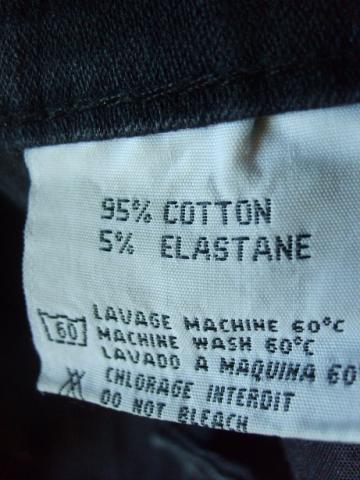 95% COTTON
5% ELASTANE
60 LAVAGE MACHINE 60°C
MACHINE WASH 60°C
LAVADO A MAQUINA 60°
CHLORAGE INTERDIT
DO NOT BLEACH